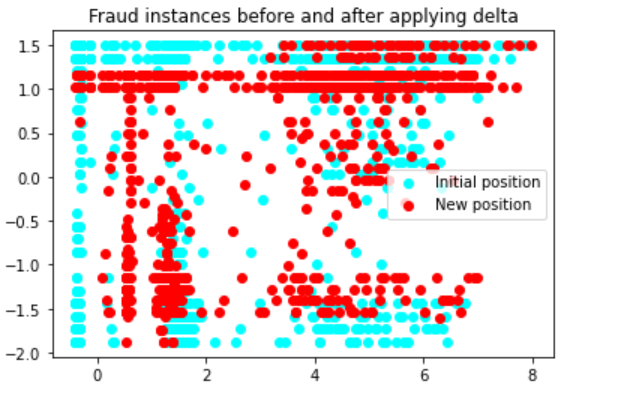 Fraud instances before and after applying delta
1.5
1.0
0.5
0.0
−0.5
−1.0
−1.5
−2.0
Initial position
New position
0 2 4 6 8